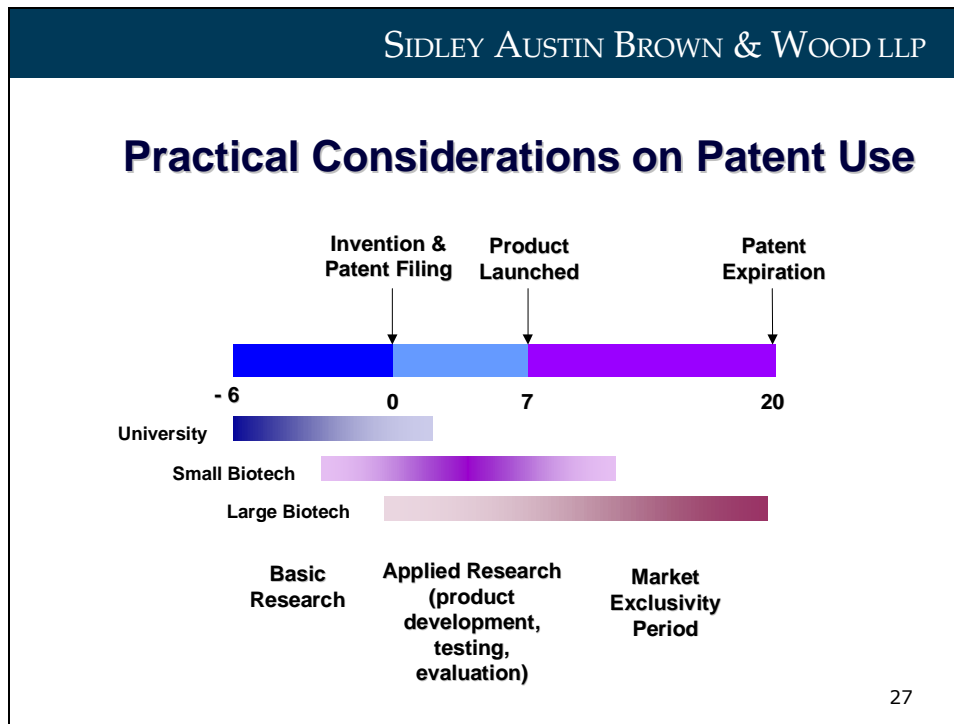 SIDLEY AUSTIN BROWN & WOOD LLP
Practical Considerations on Patent Use
Invention &
Patent Filing
Product
Launched
Patent
Expiration
- 6
0
7
20
University
Small Biotech
Large Biotech
Basic
Research
Applied Research
(product
development,
testing,
evaluation)
Market
Exclusivity
Period
27